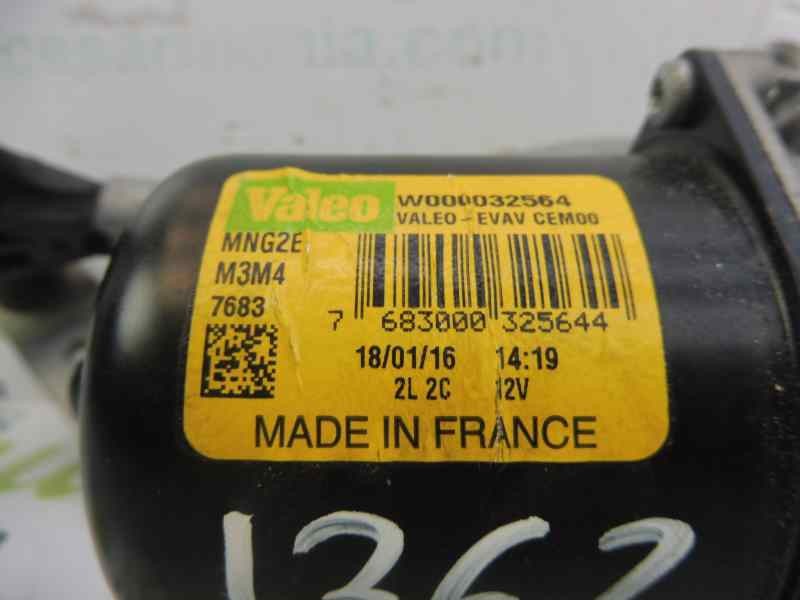 Valeo
W000032564
VALEO - EVAV CEM00
MNG2E
M3M4
7683
7 683000 325644
18/01/16 14:19
2L 2C 12V
MADE IN FRANCE
1362